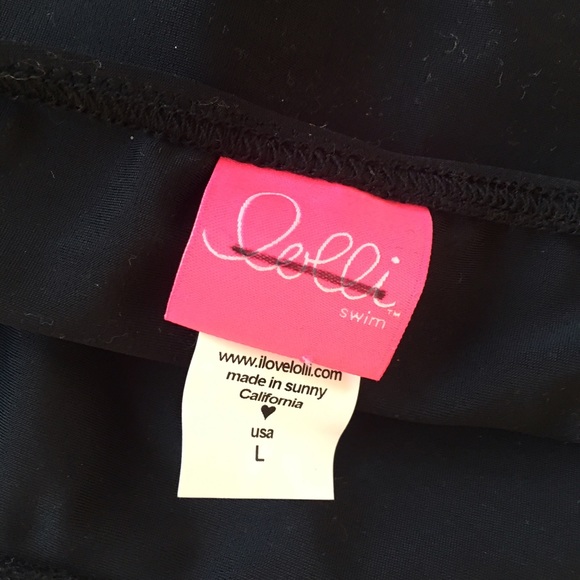 lolli
swim™
www.ilovelolli.com
made in sunny
California
♥
usa
L